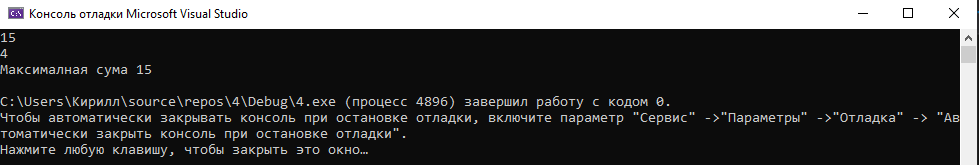 Консоль отладки Microsoft Visual Studio
15
4
Максималная сума 15
C:\Users\Кирилл\source\repos\4\Debug\4.exe (процесс 4896) завершил работу с кодом 0.
Чтобы автоматически закрывать консоль при остановке отладки, включите параметр "Сервис" ->"Параметры" ->"Отладка" -> "Ав
томатически закрыть консоль при остановке отладки".
Нажмите любую клавишу, чтобы закрыть это окно…